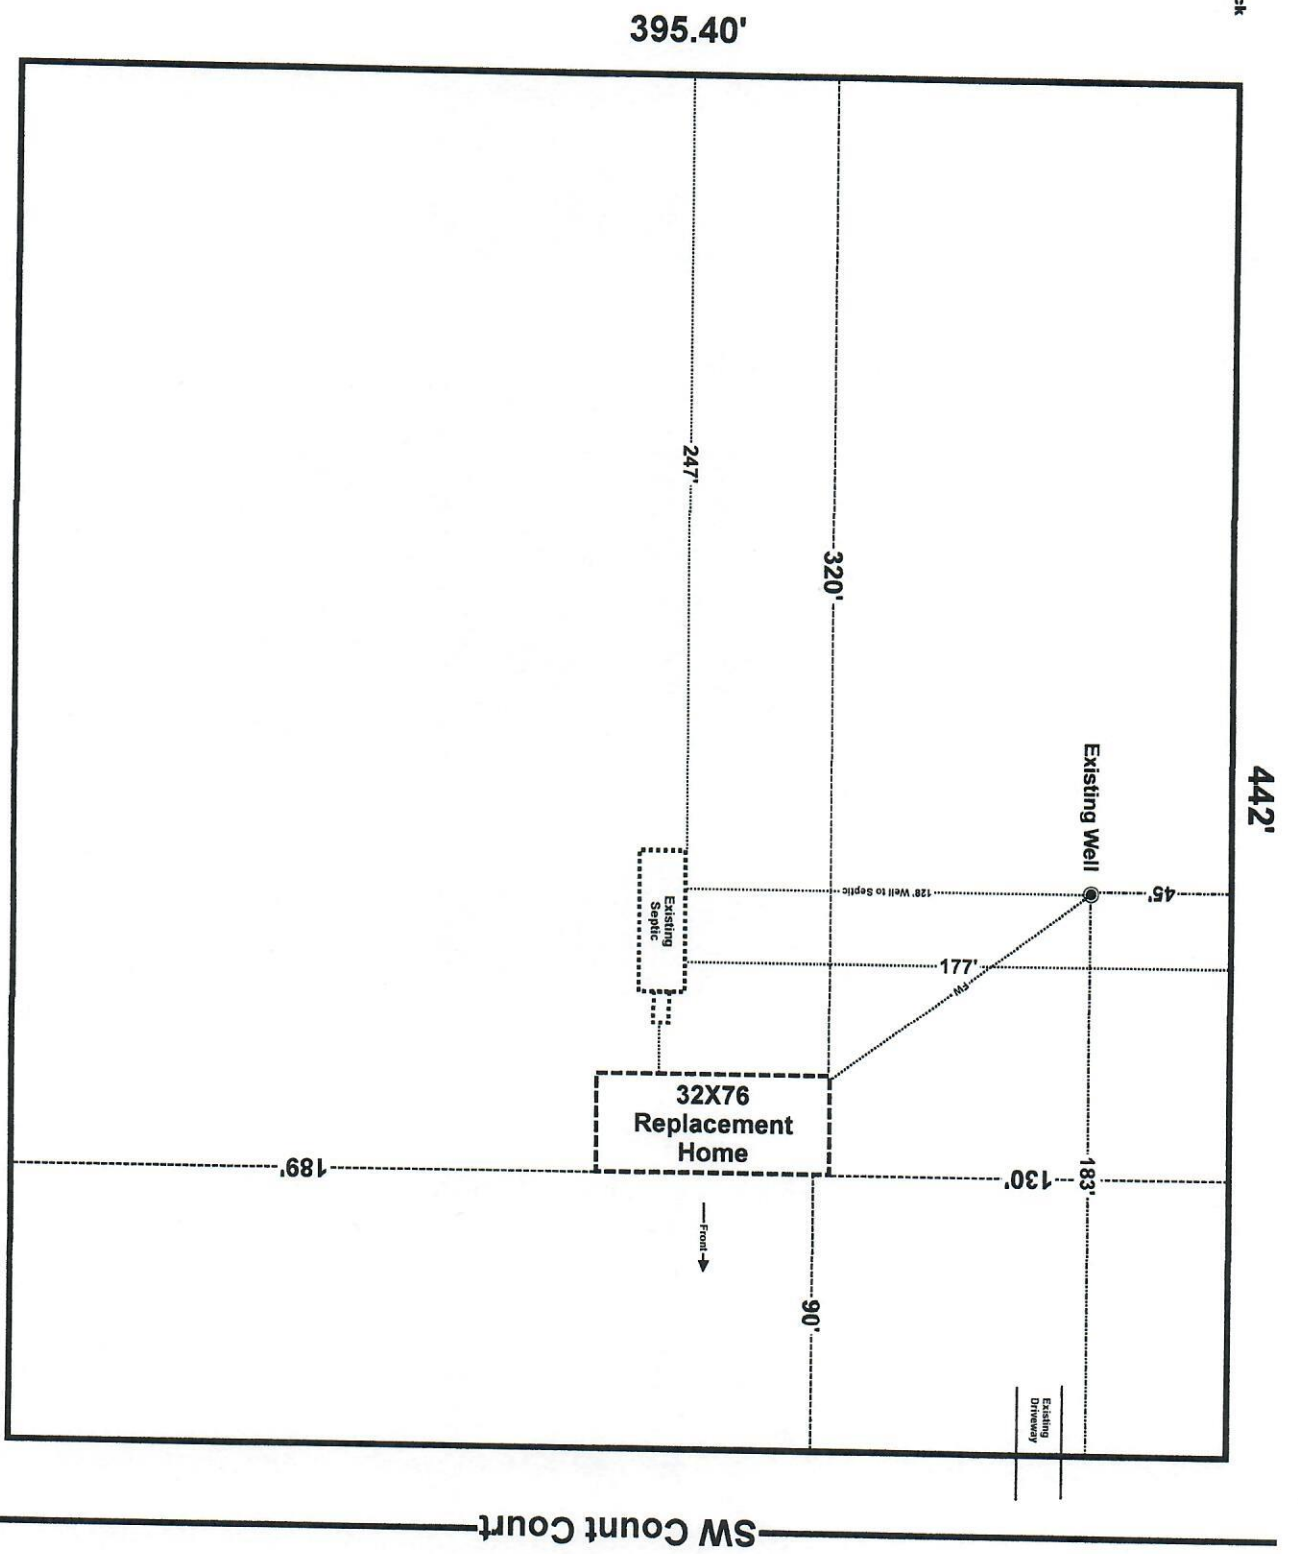 ck
395.40'
442'
247'
320'
Existing Well
45'
128' Well to Septic
177'
FW
Existing
Septic
32X76
Replacement
Home
189'
130'
183'
Front
90'
Existing
Driveway
SW Count Court